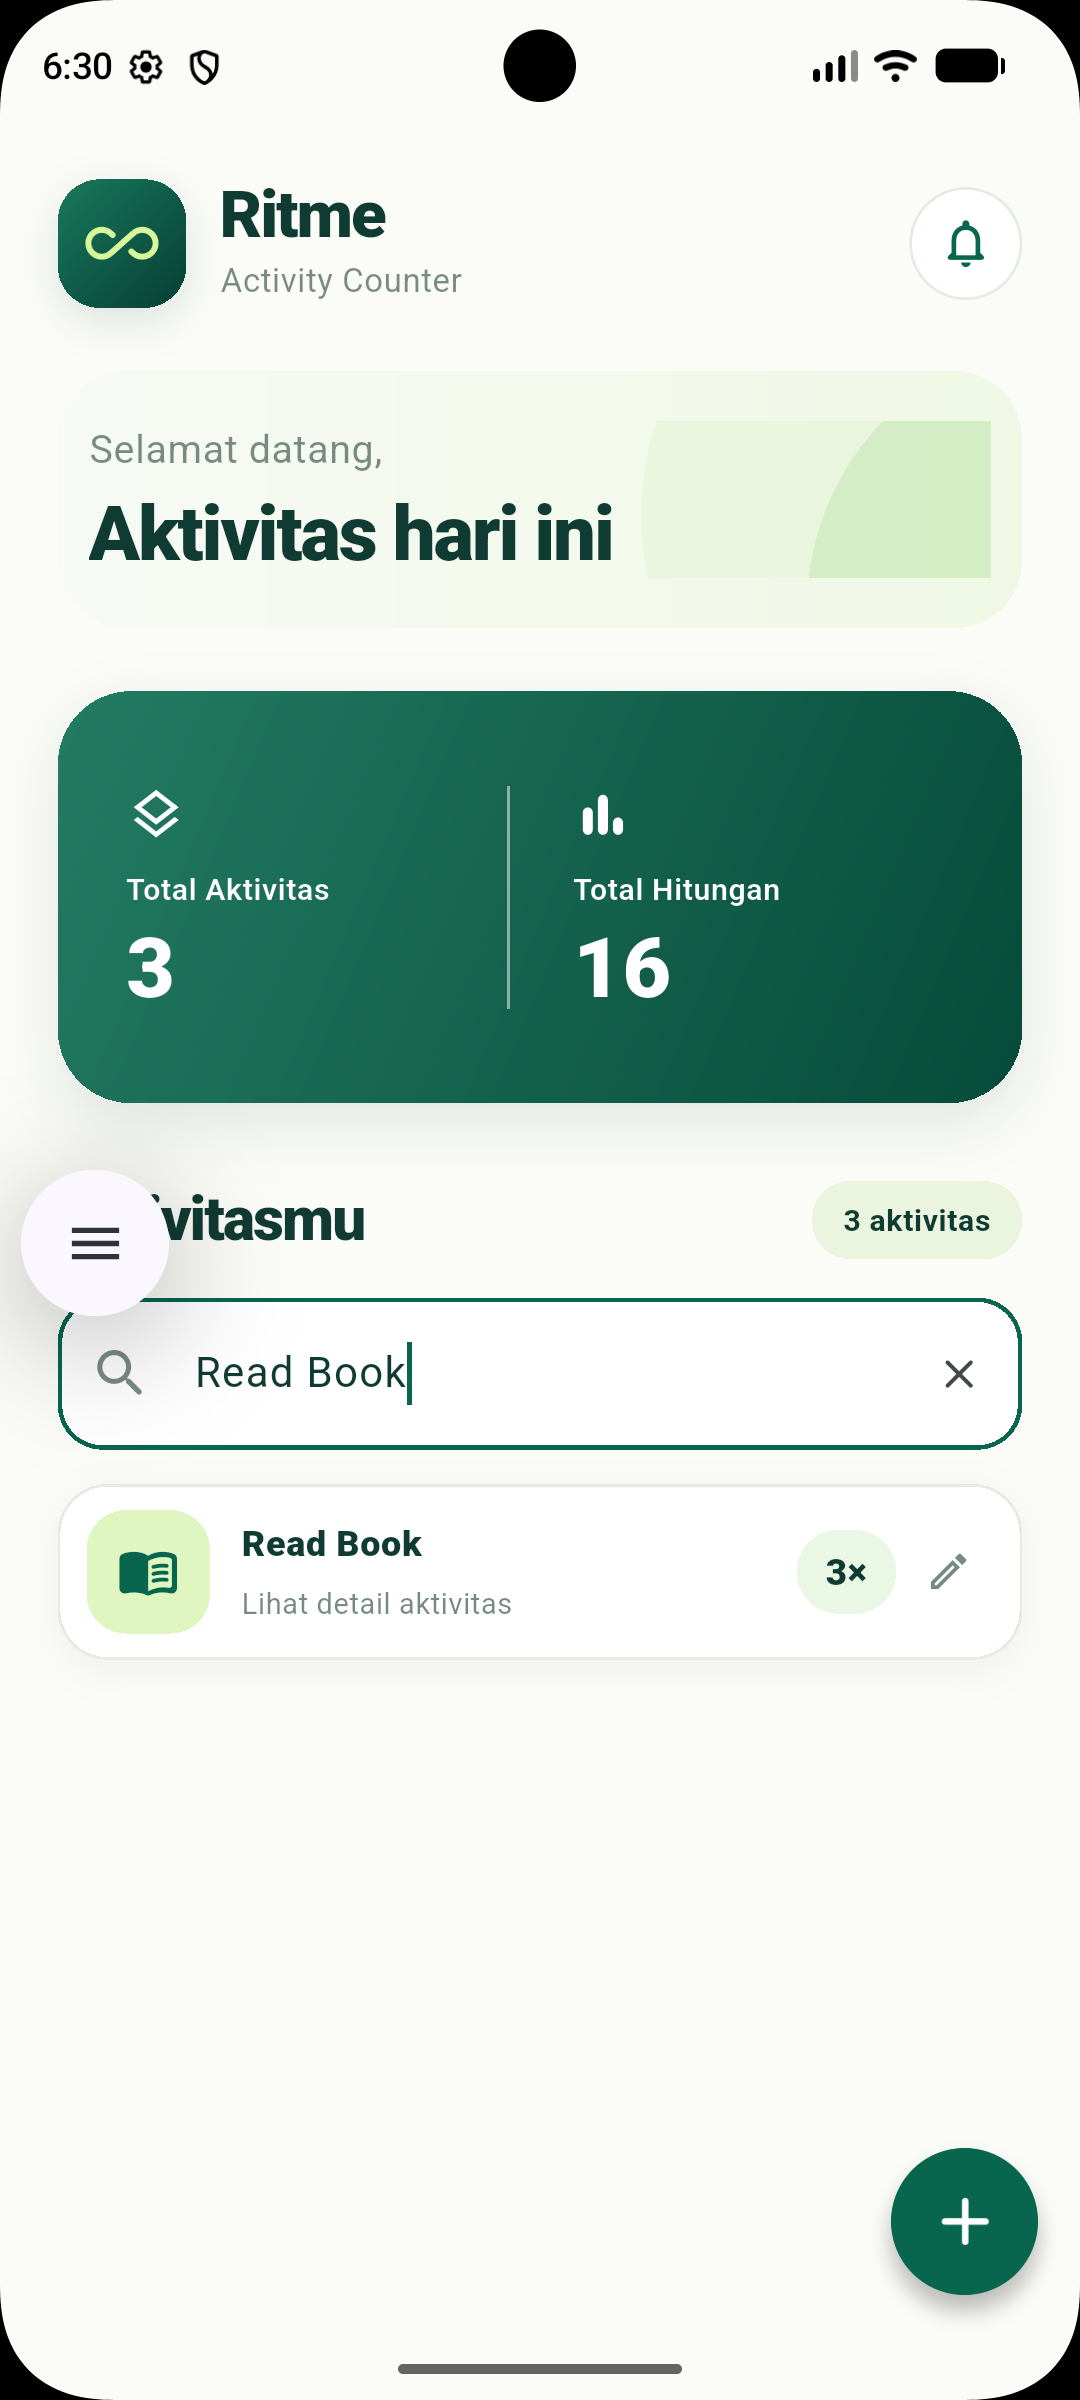 6:30
Ritme
Activity Counter
Selamat datang,
Aktivitas hari ini
Total Aktivitas
3
Total Hitungan
16
3 aktivitas
Read Book
Read Book
Lihat detail aktivitas
3×